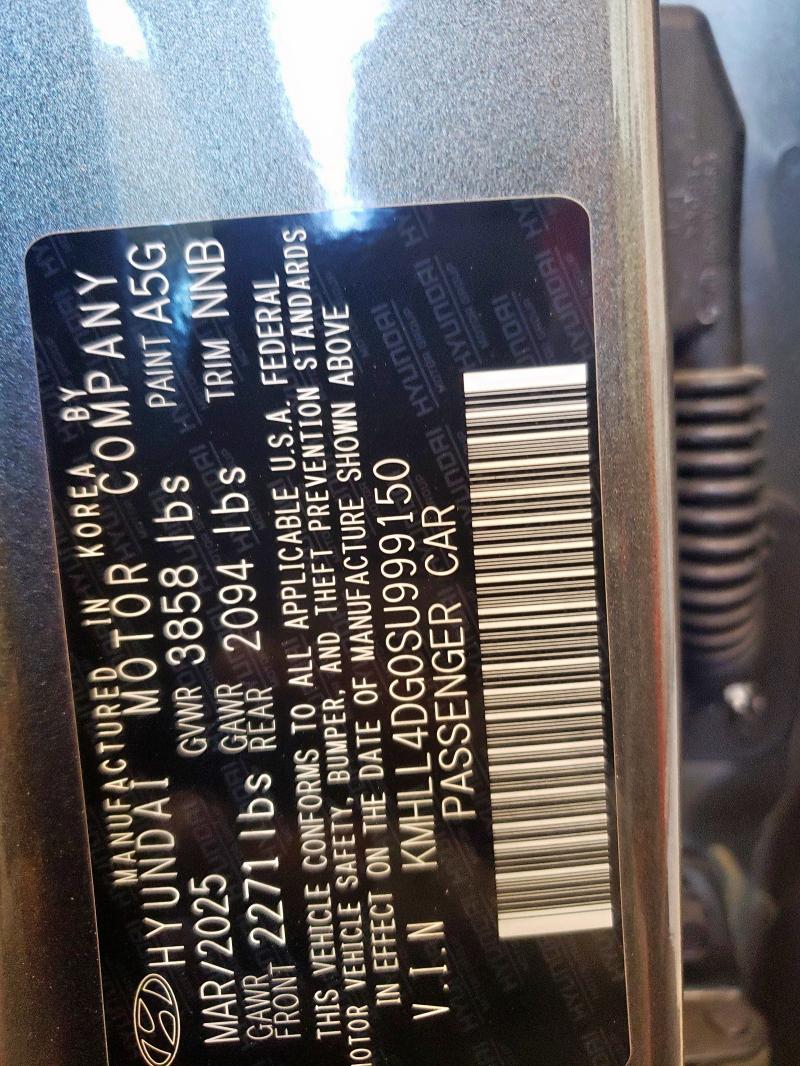 MANUFACTURED IN KOREA BY
HYUNDAI MOTOR COMPANY
MAR/2025 GVWR 3858 lbs PAINT A5G
GAWR FRONT 2271 lbs GAWR REAR 2094 lbs TRIM NNB
THIS VEHICLE CONFORMS TO ALL APPLICABLE U.S.A. FEDERAL
MOTOR VEHICLE SAFETY, BUMPER, AND THEFT PREVENTION STANDARDS
IN EFFECT ON THE DATE OF MANUFACTURE SHOWN ABOVE
V.I.N KMHLL4DG0SU999150
PASSENGER CAR